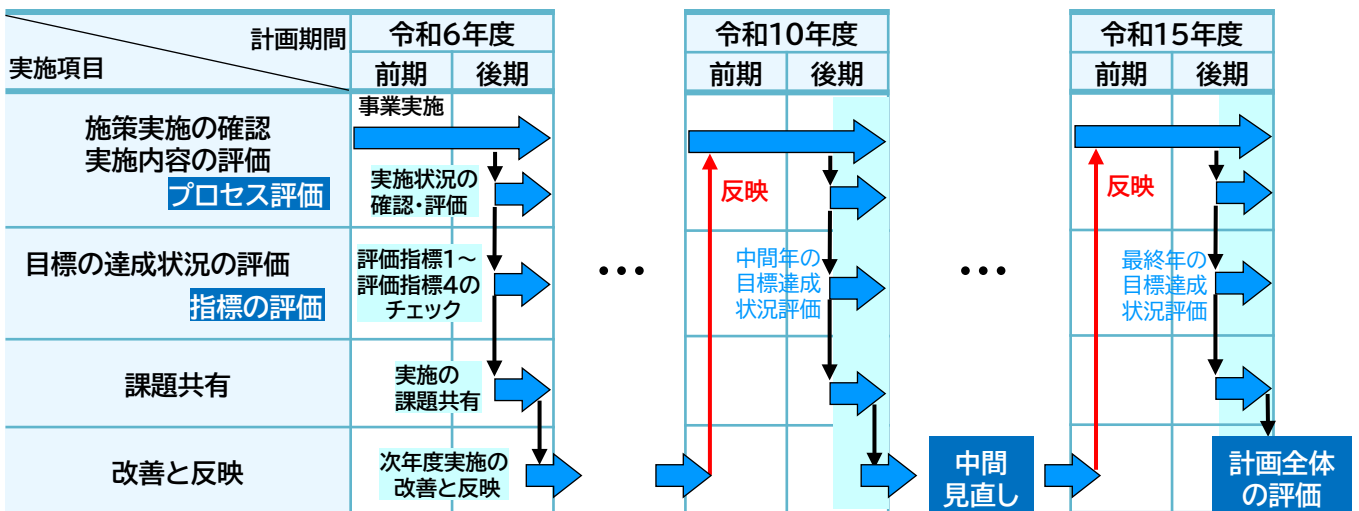 計画期間
実施項目
令和6年度
前期
後期
令和10年度
前期
後期
令和15年度
前期
後期
施策実施の確認
実施内容の評価
プロセス評価
事業実施
実施状況の
確認・評価
反映
反映
目標の達成状況の評価
指標の評価
評価指標1～
評価指標4の
チェック
…
中間年の
目標達成
状況評価
…
最終年の
目標達成
状況評価
課題共有
実施の
課題共有
改善と反映
次年度実施の
改善と反映
中間
見直し
計画全体
の評価